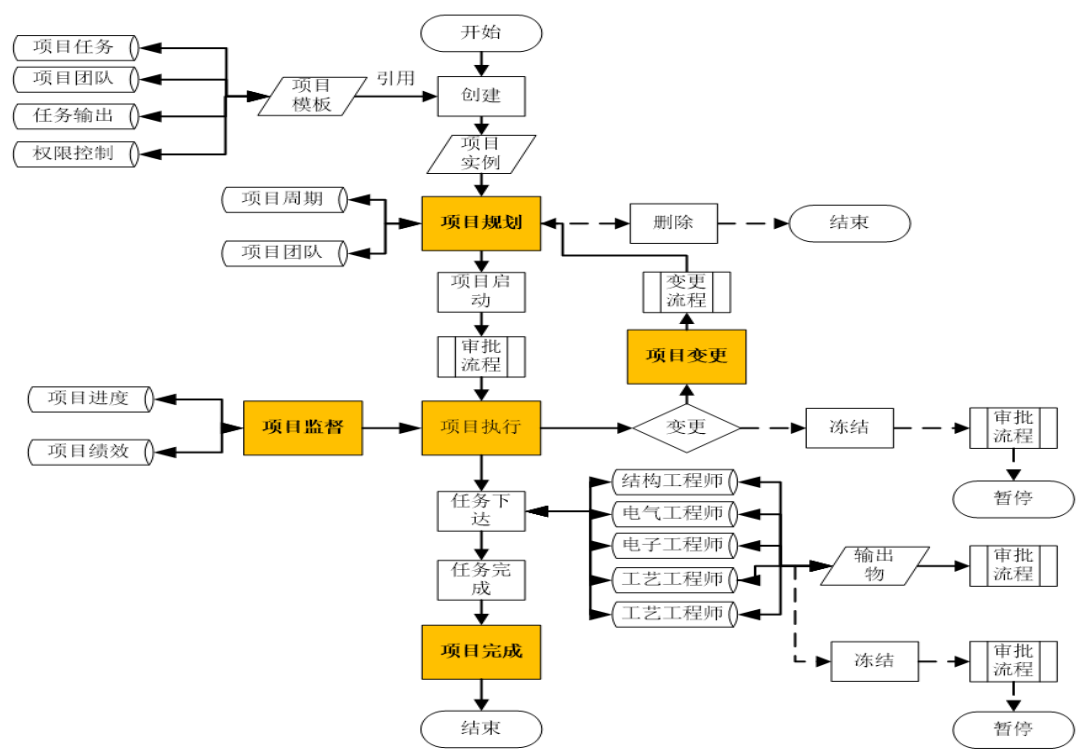 开始
项目任务
项目团队
任务输出
权限控制
项目
模板
引用
创建
项目
实例
项目周期
项目团队
项目规划
删除
结束
项目启
动
变更
流程
审批
流程
项目变更
项目进度
项目绩效
项目监督
项目执行
变更
冻结
审批
流程
暂停
任务下
达
结构工程师
电气工程师
电子工程师
工艺工程师
工艺工程师
输出
物
审批
流程
任务完
成
项目完成
冻结
审批
流程
暂停
结束